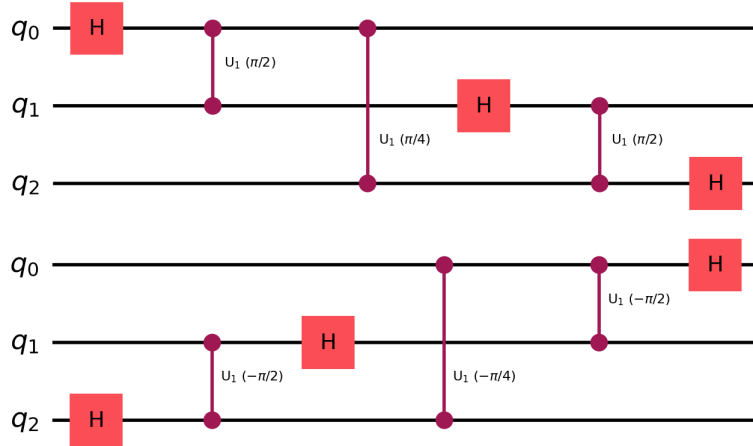 q0 H
U1 (π/2)
q1 H
U1 (π/4) U1 (π/2)
q2 H
q0 H
U1 (−π/2)
q1 H
U1 (−π/2) U1 (−π/4)
q2 H